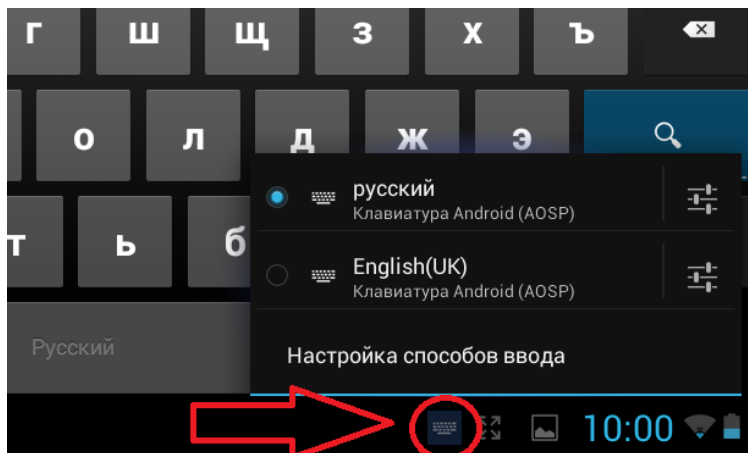 г ш щ з х ъ
о л д ж э
русский
Клавиатура Android (AOSP)
т ь б
English(UK)
Клавиатура Android (AOSP)
Русский
Настройка способов ввода
10:00